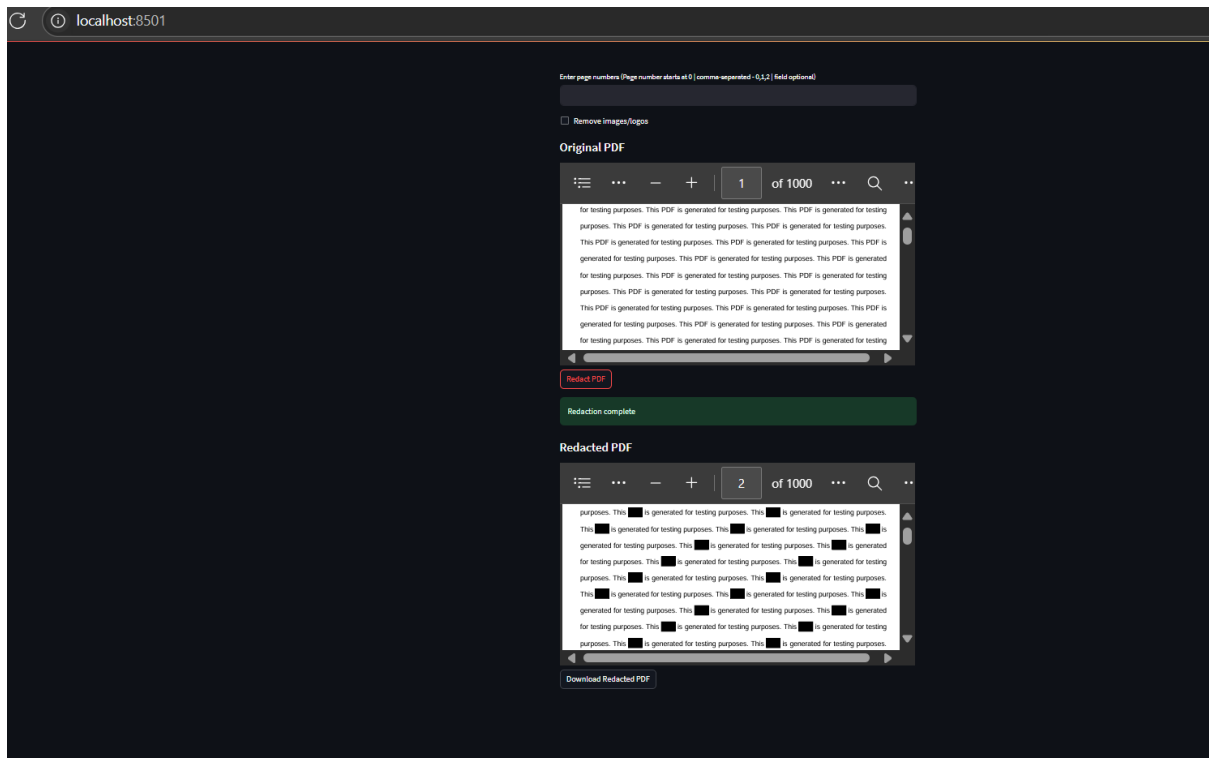 localhost:8501
Enter page numbers (Page number starts at 0 | comma-separated - 0,1,2 | field optional)
Remove images/logos
Original PDF
1 of 1000
for testing purposes. This PDF is generated for testing purposes. This PDF is generated for testing
purposes. This PDF is generated for testing purposes. This PDF is generated for testing purposes.
This PDF is generated for testing purposes. This PDF is generated for testing purposes. This PDF is
generated for testing purposes. This PDF is generated for testing purposes. This PDF is generated
for testing purposes. This PDF is generated for testing purposes. This PDF is generated for testing
purposes. This PDF is generated for testing purposes. This PDF is generated for testing purposes.
This PDF is generated for testing purposes. This PDF is generated for testing purposes. This PDF is
generated for testing purposes. This PDF is generated for testing purposes. This PDF is generated
for testing purposes. This PDF is generated for testing purposes. This PDF is generated for testing
Redact PDF
Redaction complete
Redacted PDF
2 of 1000
purposes. This is generated for testing purposes. This is generated for testing purposes.
This is generated for testing purposes. This is generated for testing purposes. This is
generated for testing purposes. This is generated for testing purposes. This is generated
for testing purposes. This is generated for testing purposes. This is generated for testing
purposes. This is generated for testing purposes. This is generated for testing purposes.
This is generated for testing purposes. This is generated for testing purposes. This is
generated for testing purposes. This is generated for testing purposes. This is generated
for testing purposes. This is generated for testing purposes. This is generated for testing
purposes. This is generated for testing purposes. This is generated for testing purposes.
Download Redacted PDF